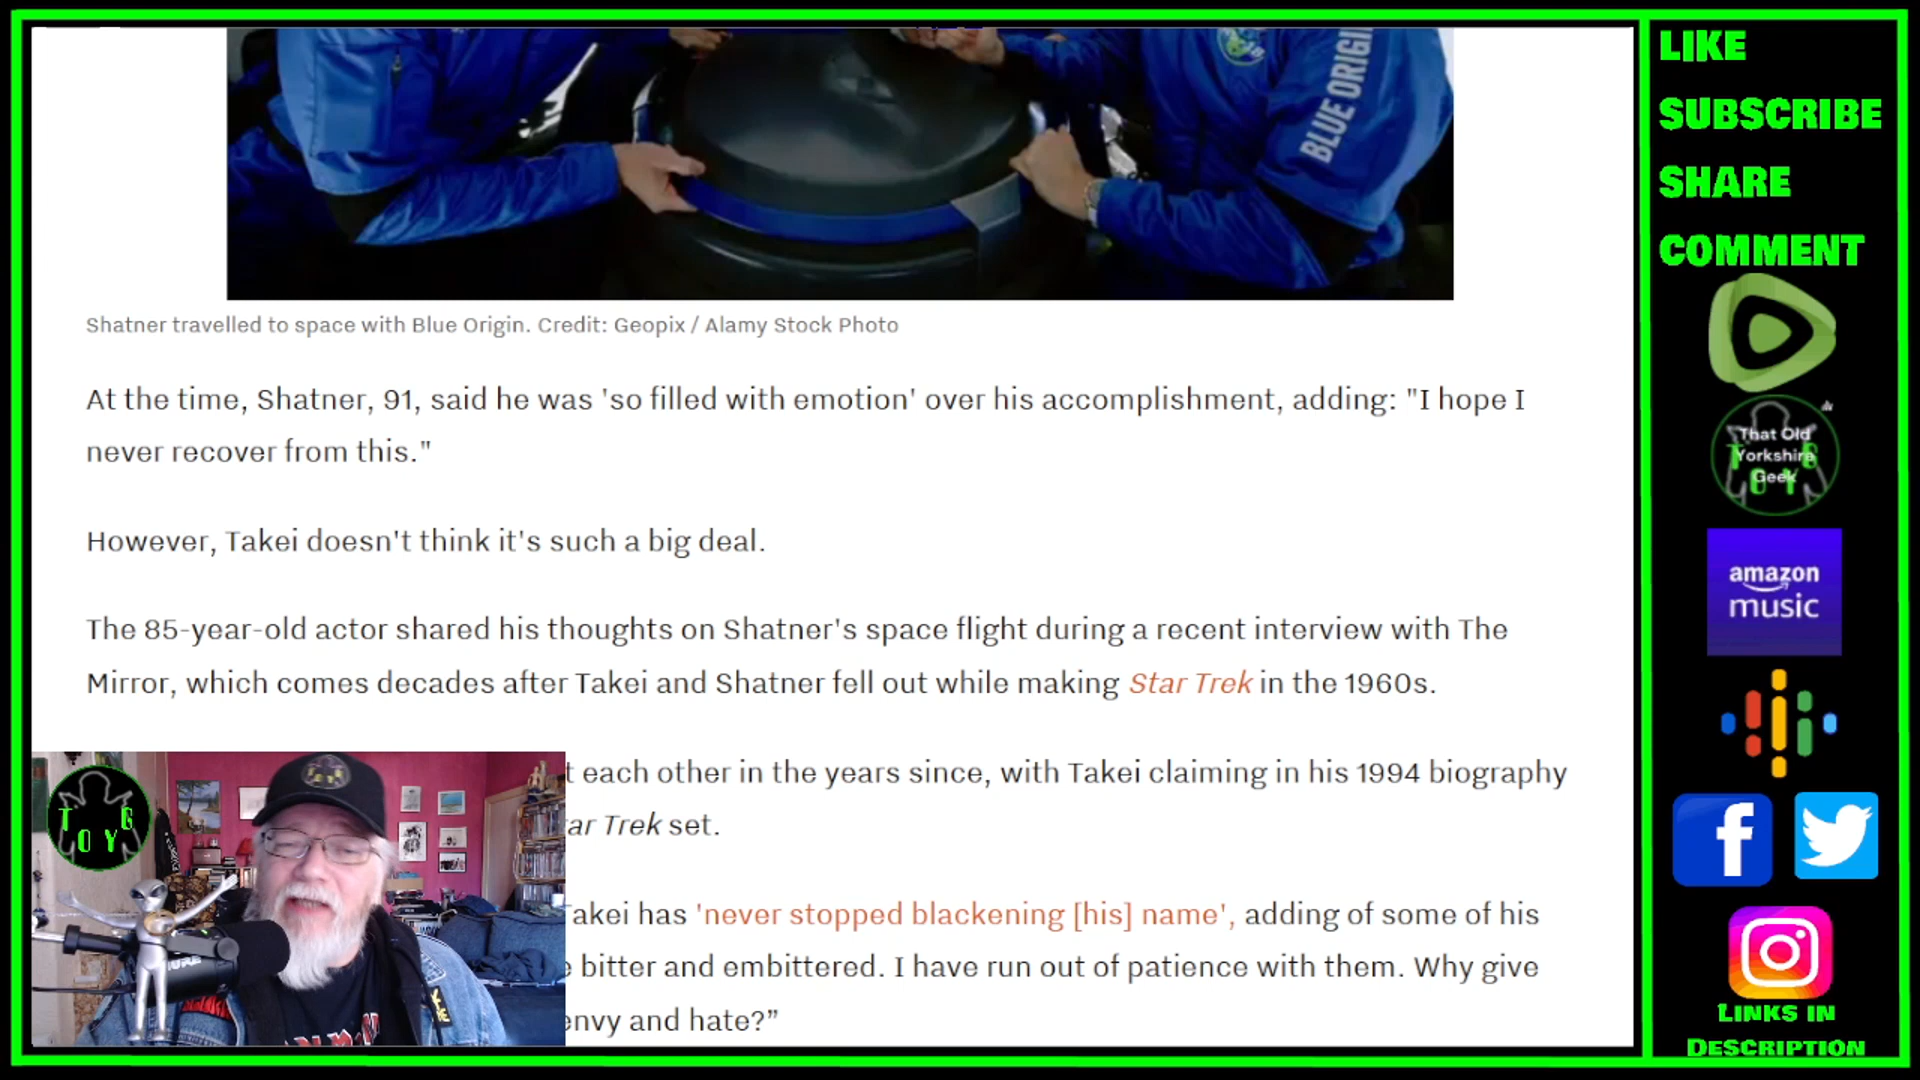 BLUE ORIGI
Shatner travelled to space with Blue Origin. Credit: Geopix / Alamy Stock Photo
At the time, Shatner, 91, said he was 'so filled with emotion' over his accomplishment, adding: "I hope I
never recover from this."
However, Takei doesn't think it's such a big deal.
The 85-year-old actor shared his thoughts on Shatner's space flight during a recent interview with The
Mirror, which comes decades after Takei and Shatner fell out while making Star Trek in the 1960s.
t each other in the years since, with Takei claiming in his 1994 biography
ar Trek set.
akei has 'never stopped blackening [his] name', adding of some of his
e bitter and embittered. I have run out of patience with them. Why give
envy and hate?”
T O Y G
LIKE
SUBSCRIBE
SHARE
COMMENT
That Old
Yorkshire
Geek
T O Y G
amazon
music
f
LINKS IN
DESCRIPTION